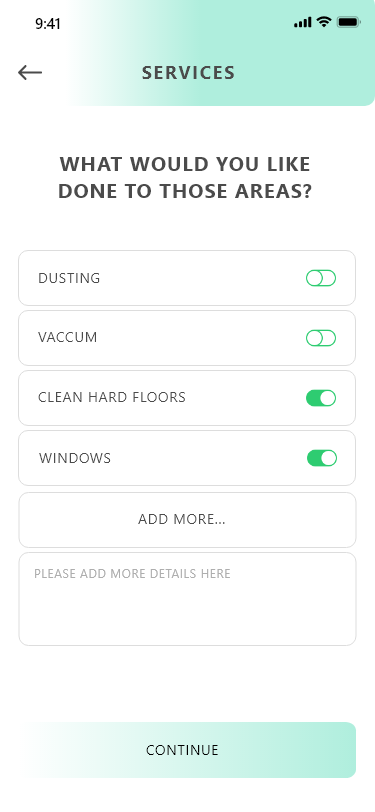 9:41
SERVICES
WHAT WOULD YOU LIKE
DONE TO THOSE AREAS?
DUSTING
VACCUM
CLEAN HARD FLOORS
WINDOWS
ADD MORE...
PLEASE ADD MORE DETAILS HERE
CONTINUE